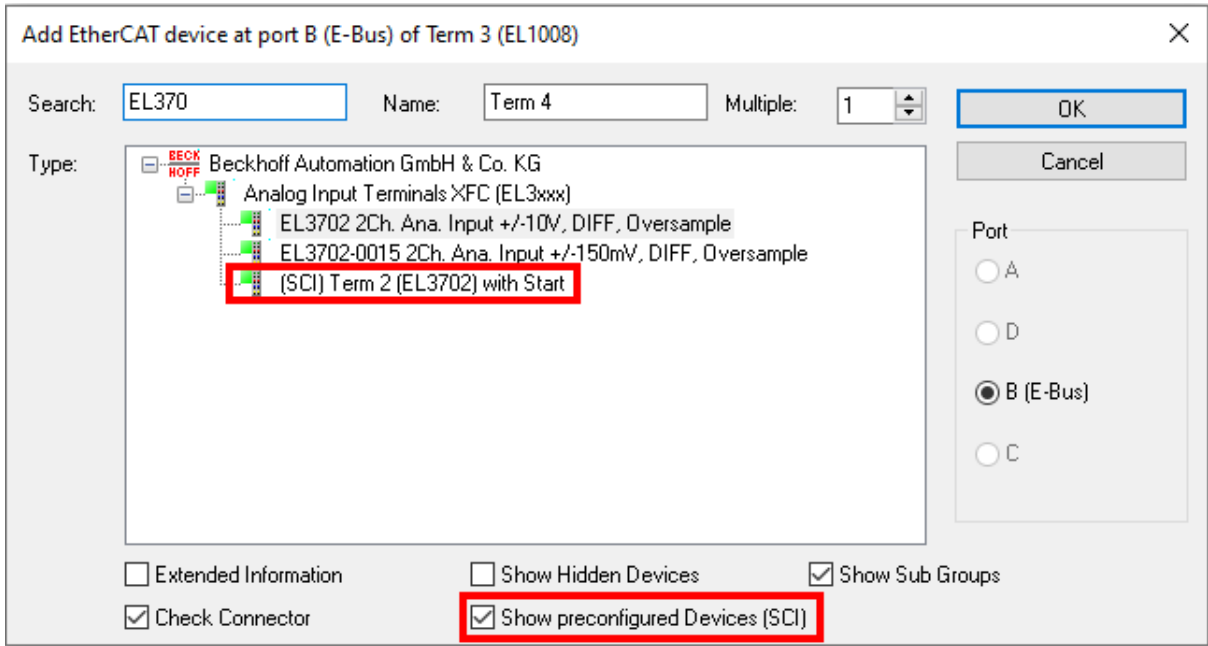 Add EtherCAT device at port B (E-Bus) of Term 3 (EL1008)
Search: EL370 Name: Term 4 Multiple: 1 OK
Type: BECKHOFF Beckhoff Automation GmbH & Co. KG Cancel
Analog Input Terminals XFC (EL3xxx)
EL3702 2Ch. Ana. Input +/-10V, DIFF, Oversample
EL3702-0015 2Ch. Ana. Input +/-150mV, DIFF, Oversample
(SCI) Term 2 (EL3702) with Start
Port
A
D
B (E-Bus)
C
Extended Information Show Hidden Devices Show Sub Groups
Check Connector Show preconfigured Devices (SCI)